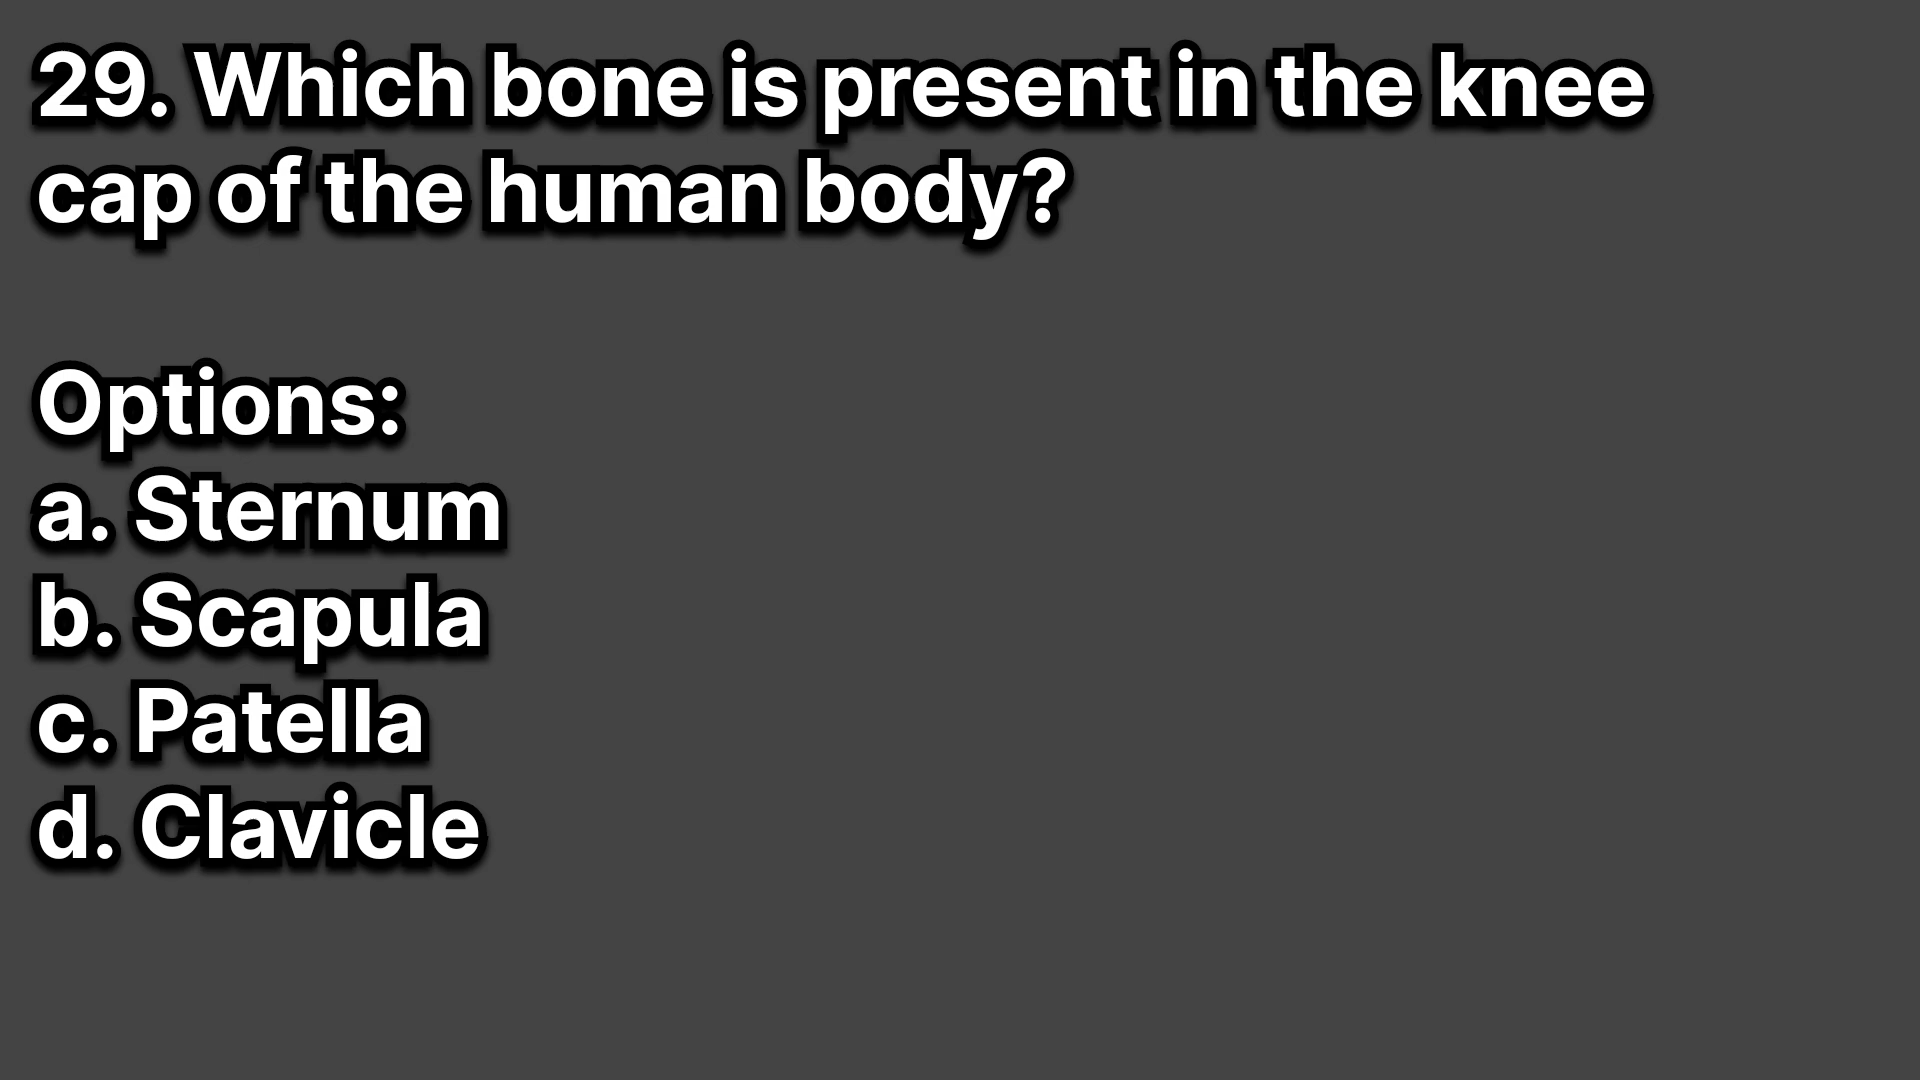 29. Which bone is present in the knee
cap of the human body?
Options:
a. Sternum
b. Scapula
c. Patella
d. Clavicle